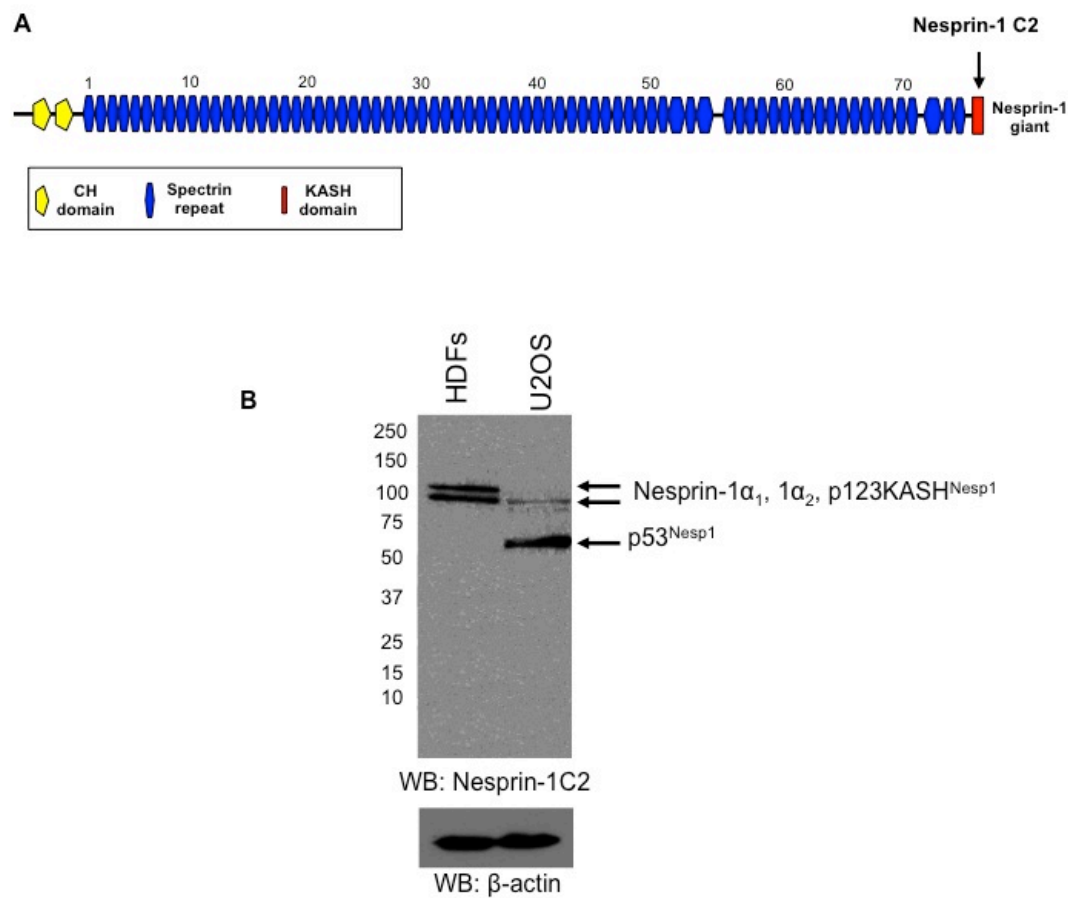 A
Nesprin-1 C2
1 10 20 30 40 50 60 70
Nesprin-1
giant
CH
domain
Spectrin
repeat
KASH
domain
B
HDFs
U2OS
250
150
100
75
50
37
25
15
10
Nesprin-1α₁, 1α₂, p123KASHᴺᵉˢᵖ¹
p53ᴺᵉˢᵖ¹
WB: Nesprin-1C2
WB: β-actin